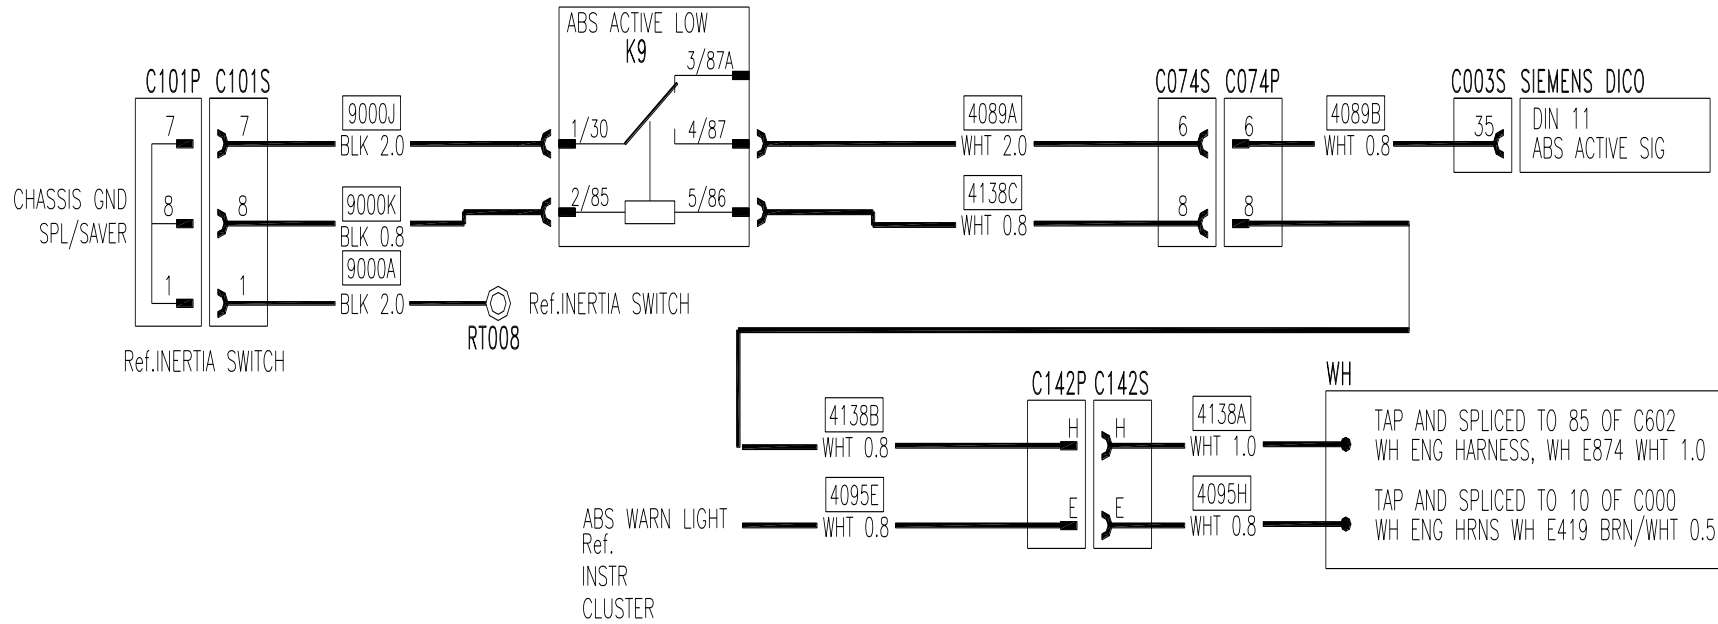 ABS ACTIVE LOW
K9
3/87A
C101P C101S
C074S C074P
C003S SIEMENS DICO
7
7
9000J
BLK 2.0
1/30
4/87
4089A
WHT 2.0
6
6
4089B
WHT 0.8
35
DIN 11
ABS ACTIVE SIG
CHASSIS GND
SPL/SAVER
8
8
9000K
BLK 0.8
2/85
5/86
4138C
WHT 0.8
8
8
1
1
9000A
BLK 2.0
RT008
Ref.INERTIA SWITCH
Ref.INERTIA SWITCH
C142P C142S
WH
4138B
WHT 0.8
H
H
4138A
WHT 1.0
TAP AND SPLICED TO 85 OF C602
WH ENG HARNESS, WH E874 WHT 1.0
ABS WARN LIGHT
Ref.
INSTR
CLUSTER
4095E
WHT 0.8
E
E
4095H
WHT 0.8
TAP AND SPLICED TO 10 OF C000
WH ENG HRNS WH E419 BRN/WHT 0.5